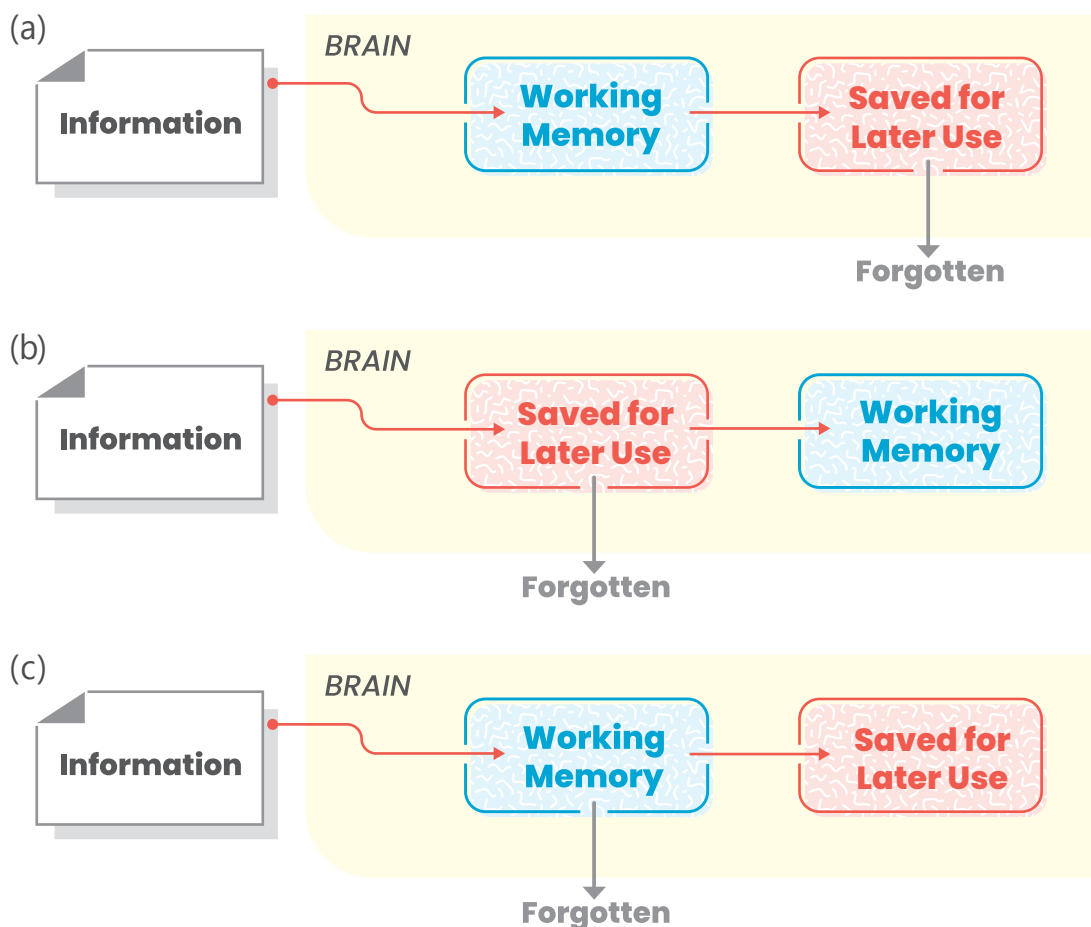 (a)
BRAIN
Information
Working
Memory
Saved for
Later Use
Forgotten
(b)
BRAIN
Information
Saved for
Later Use
Working
Memory
Forgotten
(c)
BRAIN
Information
Working
Memory
Saved for
Later Use
Forgotten